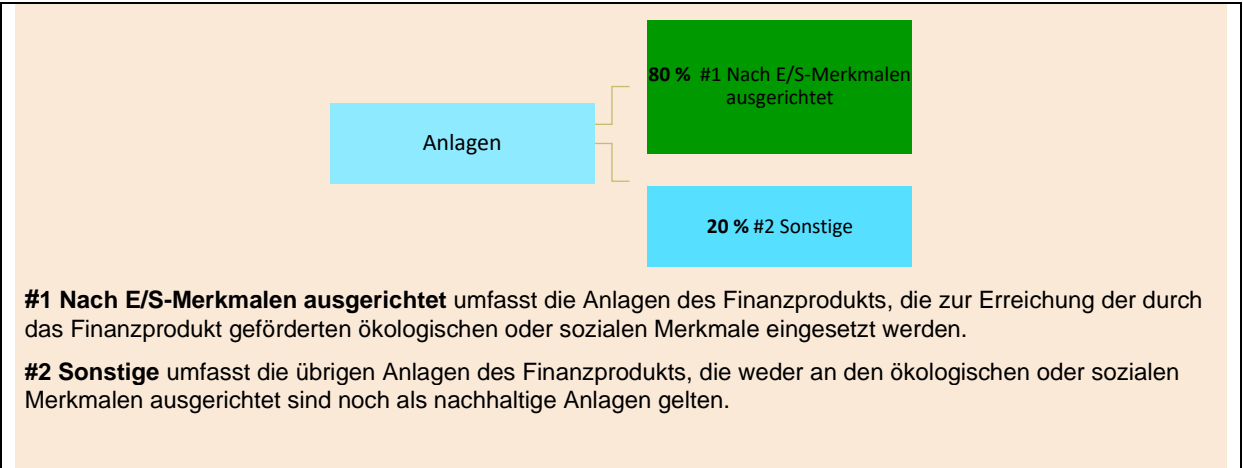 80 % #1 Nach E/S-Merkmalen
ausgerichtet
Anlagen
20 % #2 Sonstige
#1 Nach E/S-Merkmalen ausgerichtet umfasst die Anlagen des Finanzprodukts, die zur Erreichung der durch
das Finanzprodukt geförderten ökologischen oder sozialen Merkmale eingesetzt werden.
#2 Sonstige umfasst die übrigen Anlagen des Finanzprodukts, die weder an den ökologischen oder sozialen
Merkmalen ausgerichtet sind noch als nachhaltige Anlagen gelten.